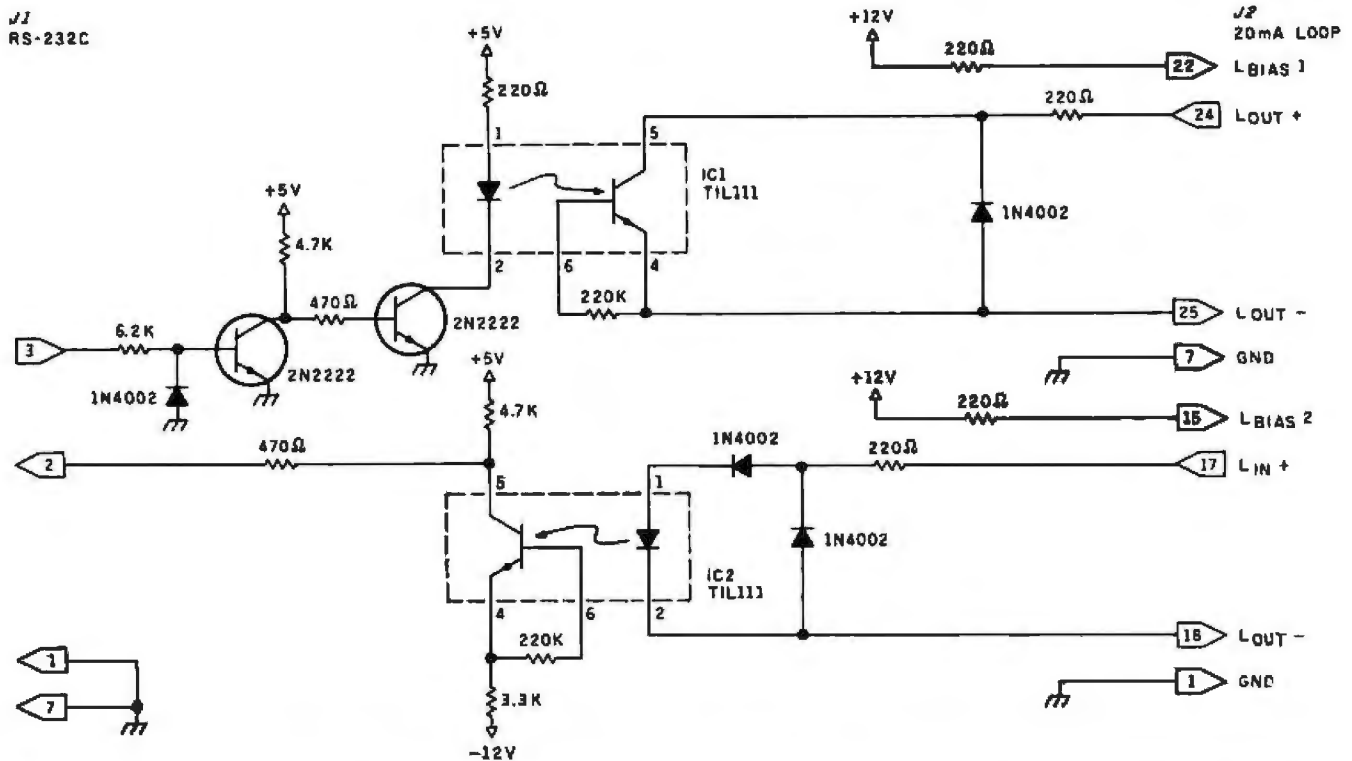 J1
RS-232C
+5V
220Ω
1
2
IC1
TIL111
5
6
4
220K
+5V
4.7K
470Ω
2N2222
3
6.2K
1N4002
2N2222
+12V
220Ω
J2
20mA LOOP
22
LBIAS 1
220Ω
24
LOUT +
1N4002
25
LOUT -
7
GND
+12V
220Ω
15
LBIAS 2
+5V
4.7K
2
470Ω
5
4
6
IC2
TIL111
1
2
1N4002
220Ω
17
LIN +
1N4002
220K
3.3K
-12V
18
LOUT -
1
GND
1
7